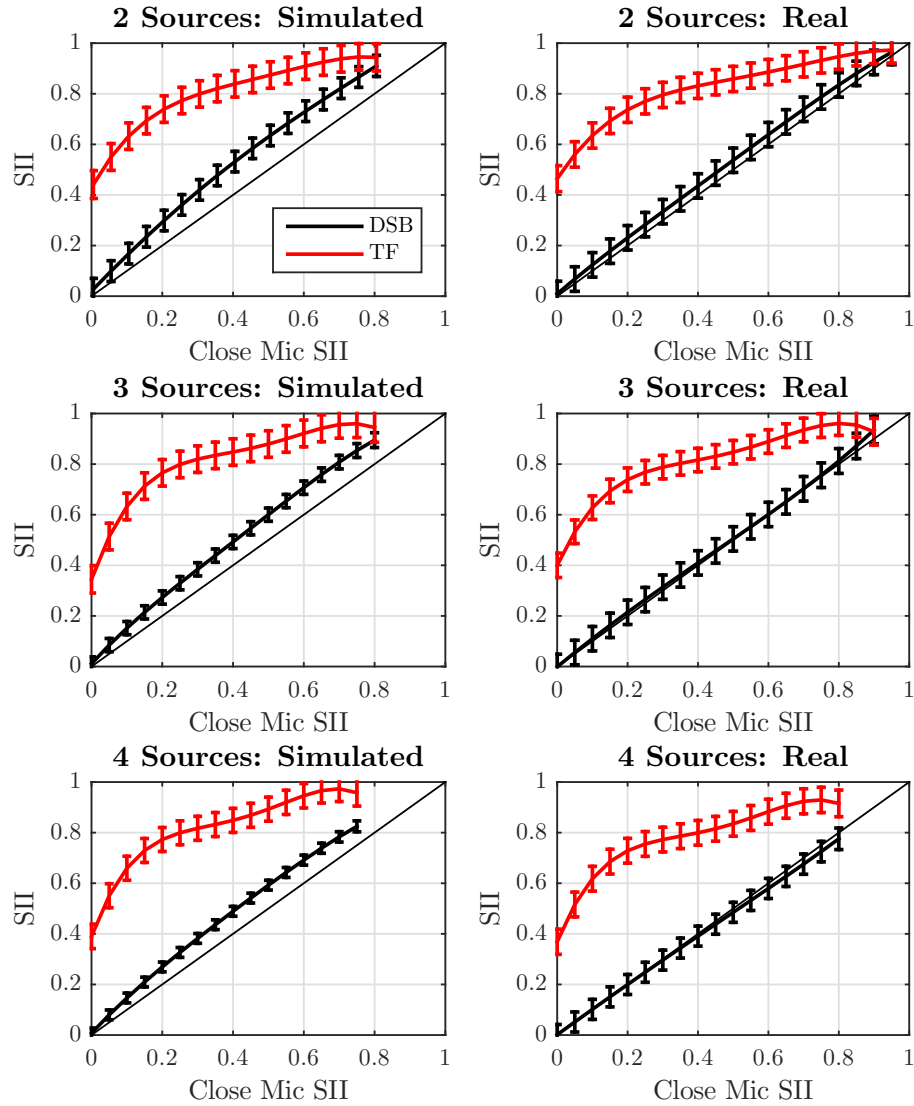 2 Sources: Simulated
1
0.8
0.6
0.4
0.2
0
SII
DSB
TF
0 0.2 0.4 0.6 0.8 1
Close Mic SII
2 Sources: Real
1
0.8
0.6
0.4
0.2
0
SII
0 0.2 0.4 0.6 0.8 1
Close Mic SII
3 Sources: Simulated
1
0.8
0.6
0.4
0.2
0
SII
0 0.2 0.4 0.6 0.8 1
Close Mic SII
3 Sources: Real
1
0.8
0.6
0.4
0.2
0
SII
0 0.2 0.4 0.6 0.8 1
Close Mic SII
4 Sources: Simulated
1
0.8
0.6
0.4
0.2
0
SII
0 0.2 0.4 0.6 0.8 1
Close Mic SII
4 Sources: Real
1
0.8
0.6
0.4
0.2
0
SII
0 0.2 0.4 0.6 0.8 1
Close Mic SII